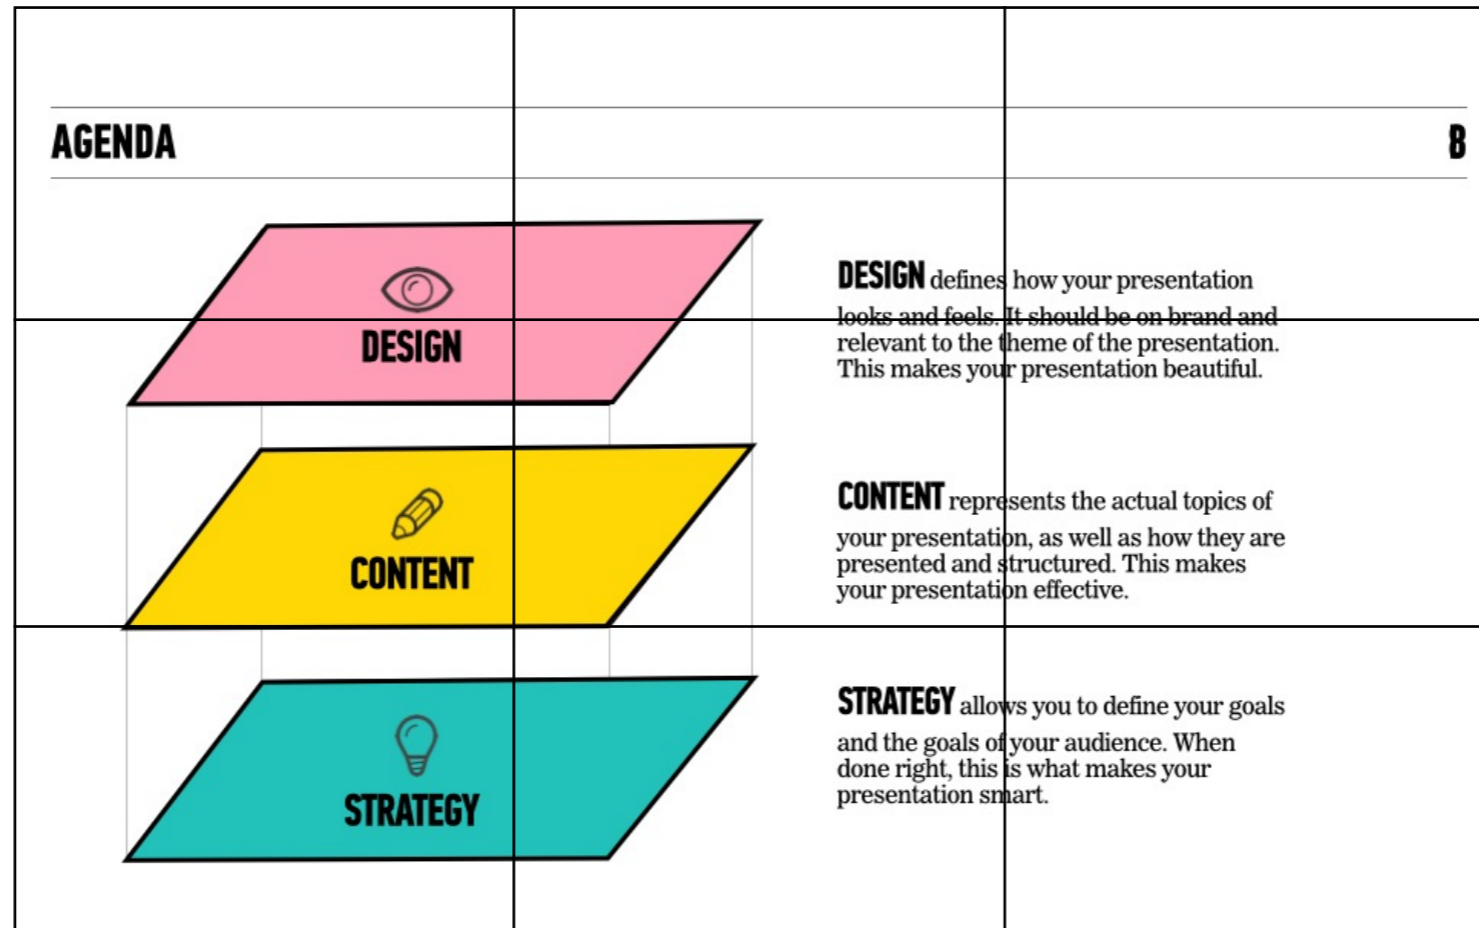 AGENDA 8
DESIGN
DESIGN defines how your presentation
looks and feels. It should be on brand and
relevant to the theme of the presentation.
This makes your presentation beautiful.
CONTENT
CONTENT represents the actual topics of
your presentation, as well as how they are
presented and structured. This makes
your presentation effective.
STRATEGY
STRATEGY allows you to define your goals
and the goals of your audience. When
done right, this is what makes your
presentation smart.